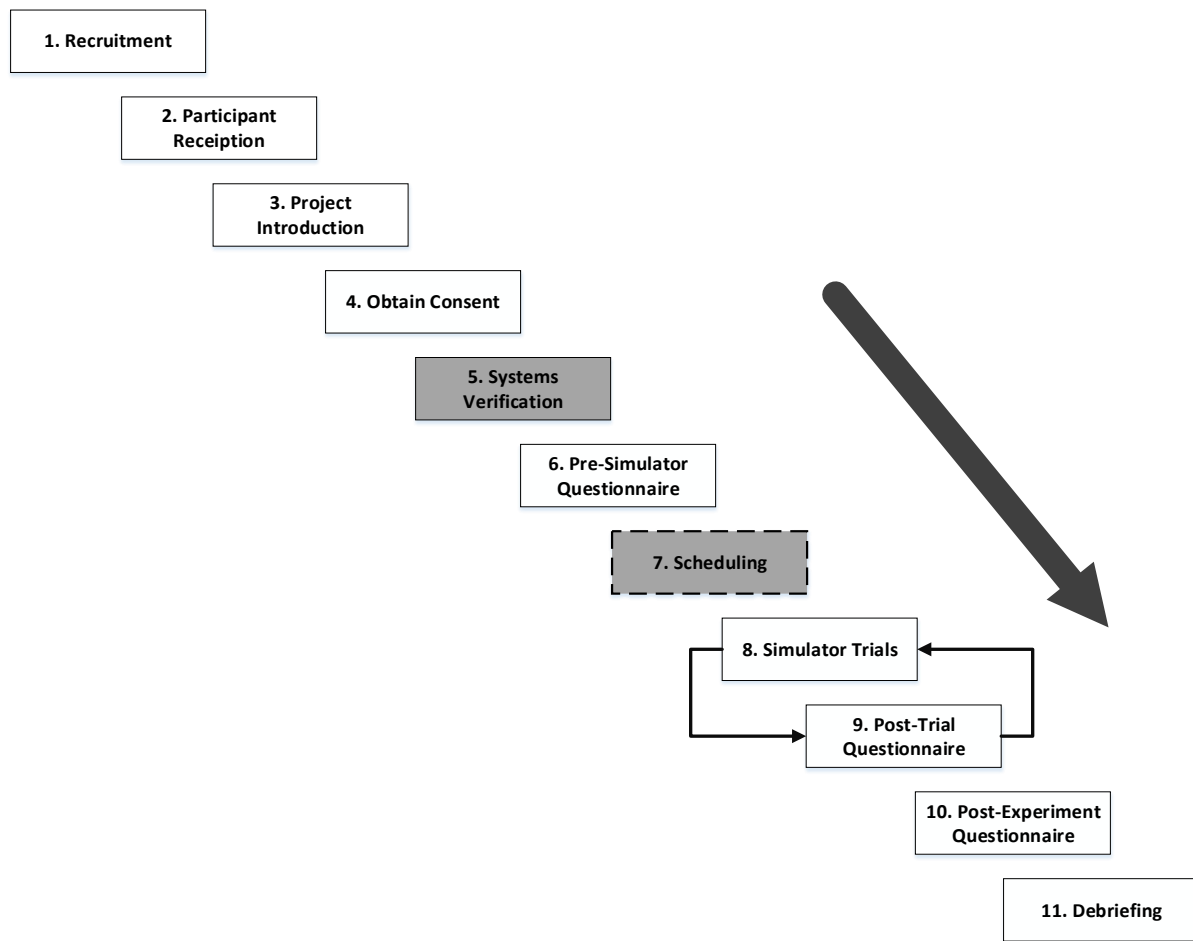 1. Recruitment
2. Participant
Receiption
3. Project
Introduction
4. Obtain Consent
5. Systems
Verification
6. Pre-Simulator
Questionnaire
7. Scheduling
8. Simulator Trials
9. Post-Trial
Questionnaire
10. Post-Experiment
Questionnaire
11. Debriefing